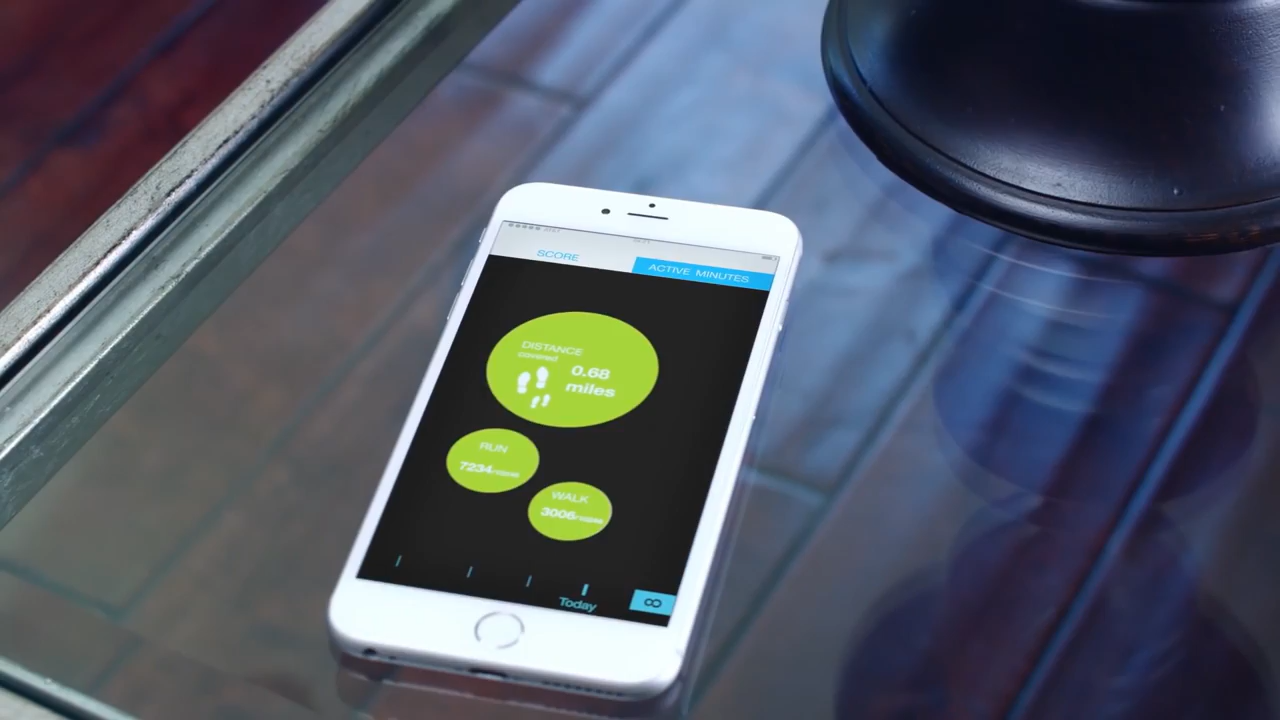 SCORE
ACTIVE MINUTES
DISTANCE
covered
0.68
miles
RUN
7234
WALK
3006
Today